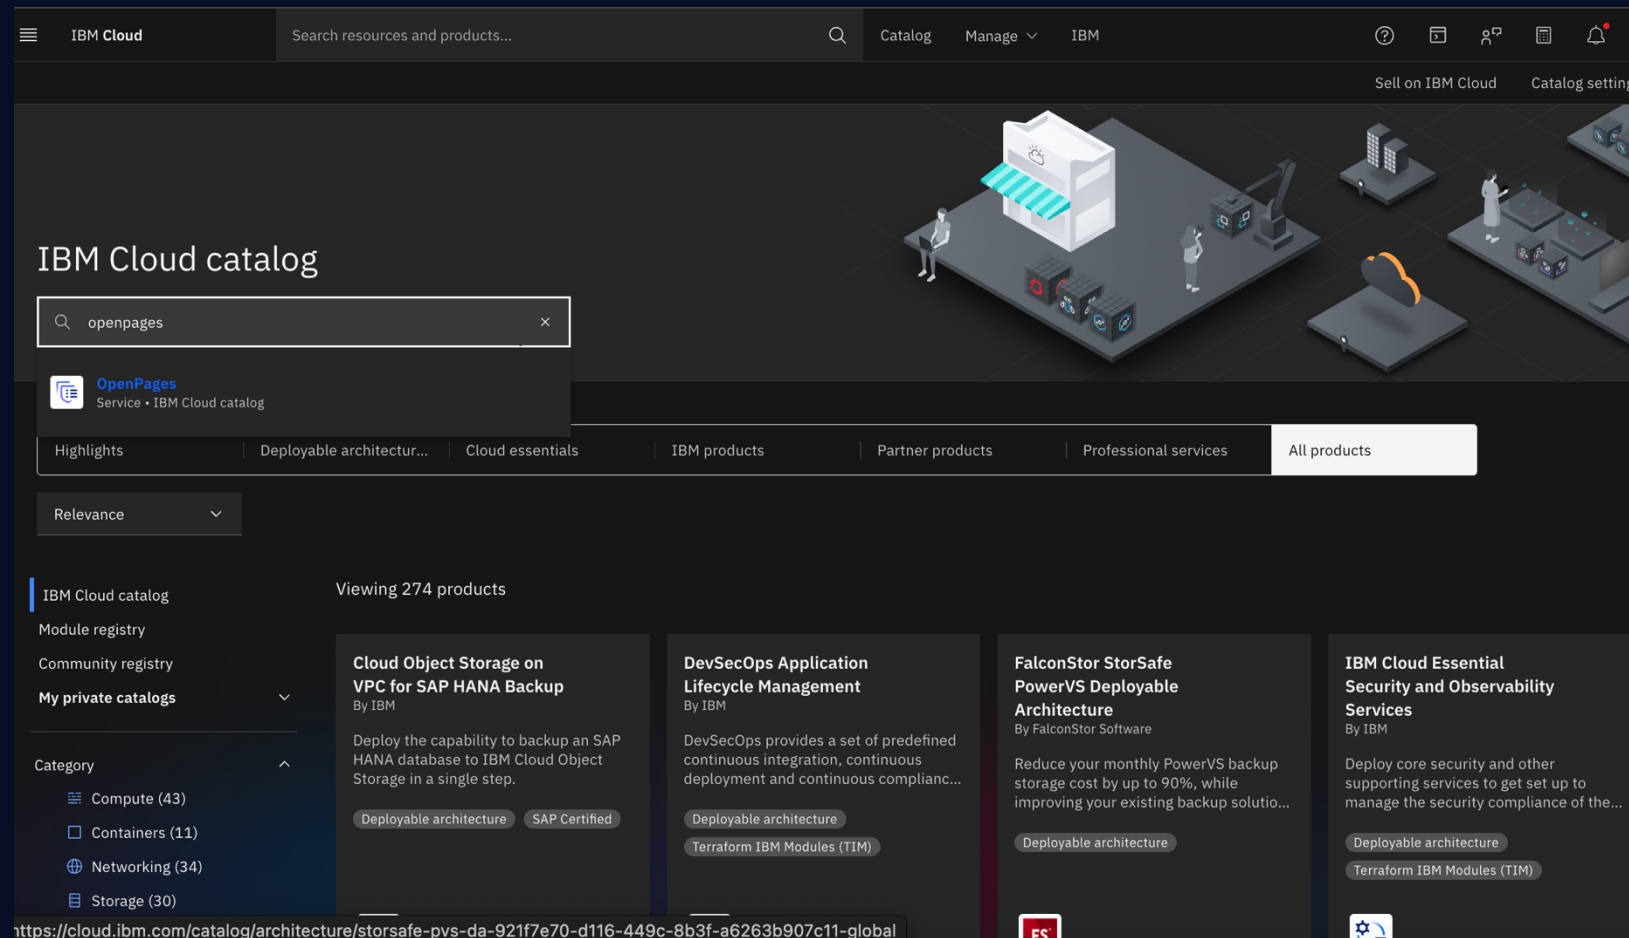 IBM Cloud
Search resources and products...
Catalog
Manage
IBM
Sell on IBM Cloud
Catalog settin
IBM Cloud catalog
openpages
OpenPages
Service • IBM Cloud catalog
Highlights
Deployable architectur...
Cloud essentials
IBM products
Partner products
Professional services
All products
Relevance
IBM Cloud catalog
Module registry
Community registry
My private catalogs
Category
Compute (43)
Containers (11)
Networking (34)
Storage (30)
Viewing 274 products
Cloud Object Storage on
VPC for SAP HANA Backup
By IBM
Deploy the capability to backup an SAP
HANA database to IBM Cloud Object
Storage in a single step.
Deployable architecture
SAP Certified
DevSecOps Application
Lifecycle Management
By IBM
DevSecOps provides a set of predefined
continuous integration, continuous
deployment and continuous complianc...
Deployable architecture
Terraform IBM Modules (TIM)
FalconStor StorSafe
PowerVS Deployable
Architecture
By FalconStor Software
Reduce your monthly PowerVS backup
storage cost by up to 90%, while
improving your existing backup solutio...
Deployable architecture
FS
IBM Cloud Essential
Security and Observability
Services
By IBM
Deploy core security and other
supporting services to get set up to
manage the security compliance of the...
Deployable architecture
Terraform IBM Modules (TIM)
https://cloud.ibm.com/catalog/architecture/storsafe-pvs-da-921f7e70-d116-449c-8b3f-a6263b907c11-global